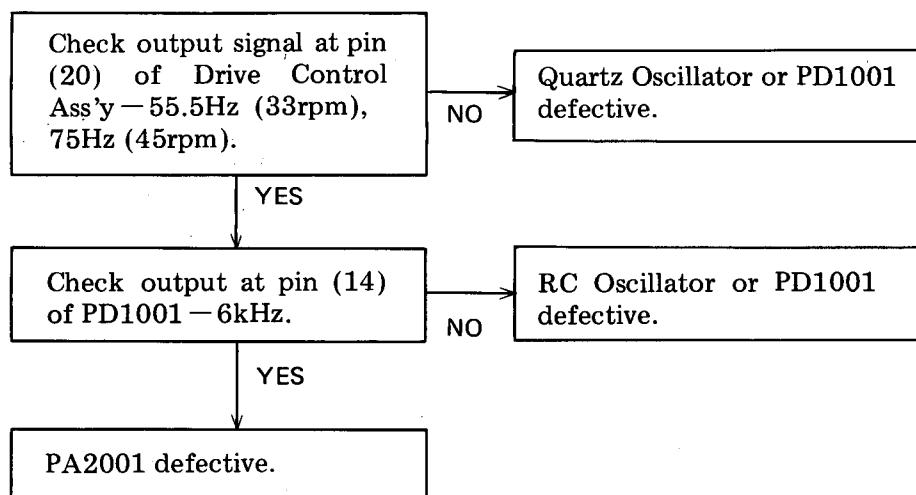 Check output signal at pin
(20) of Drive Control
Ass'y—55.5Hz (33rpm),
75Hz (45rpm).
NO
Quartz Oscillator or PD1001
defective.
YES
Check output at pin (14)
of PD1001—6kHz.
NO
RC Oscillator or PD1001
defective.
YES
PA2001 defective.